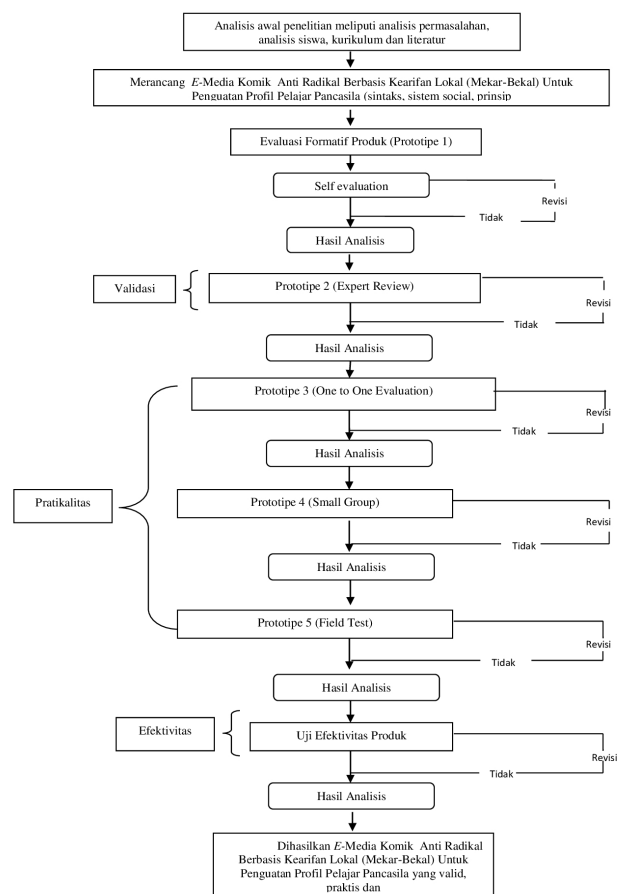 Analisis awal penelitian meliputi analisis permasalahan,
analisis siswa, kurikulum dan literatur
Merancang E-Media Komik Anti Radikal Berbasis Kearifan Lokal (Mekar-Bekal) Untuk
Penguatan Profil Pelajar Pancasila (sintaks, sistem social, prinsip
Evaluasi Formatif Produk (Prototipe 1)
Self evaluation
Revisi
Tidak
Hasil Analisis
Validasi
Prototipe 2 (Expert Review)
Revisi
Tidak
Hasil Analisis
Prototipe 3 (One to One Evaluation)
Revisi
Tidak
Hasil Analisis
Pratikalitas
Prototipe 4 (Small Group)
Revisi
Tidak
Hasil Analisis
Prototipe 5 (Field Test)
Revisi
Tidak
Hasil Analisis
Efektivitas
Uji Efektivitas Produk
Revisi
Tidak
Hasil Analisis
Dihasilkan E-Media Komik Anti Radikal
Berbasis Kearifan Lokal (Mekar-Bekal) Untuk
Penguatan Profil Pelajar Pancasila yang valid,
praktis dan